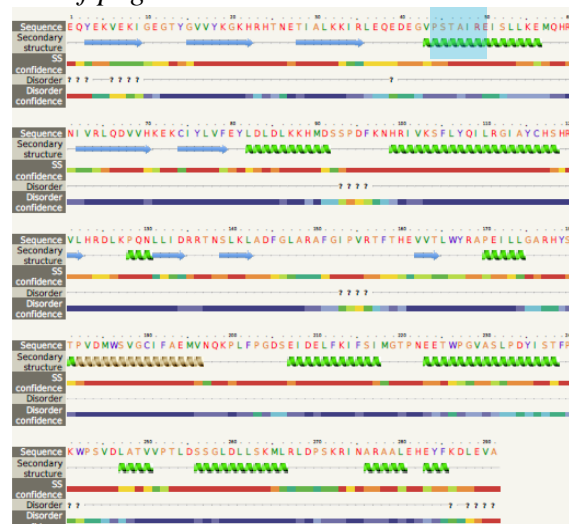 Sequence EQYEKVEKIGEGTYGVVYKGKHRHTNETIALKKIRLEQEDEGVPSTAIREISLLKEMQHR
Secondary
structure
SS
confidence
Disorder ? ? ? ? ? ? ? ?
Disorder
confidence
Sequence NIVRLQDVVHKEKCIYLVFEYLDLDLKKHMDSSPDFKNHRIVKSFLYQILRGIAYCHSHR
Secondary
structure
SS
confidence
Disorder ? ? ? ?
Disorder
confidence
Sequence VLHRDLKPQNLLIDRRTNSLKLADFGLARAFGIPVRTFTHEVVTLWYRAPEILLGARHYS
Secondary
structure
SS
confidence
Disorder ? ? ? ?
Disorder
confidence
Sequence TPVDMWSVGCIFAEMVNQKPLFPGDSEIDELFKIFSIMGTPNEETWPGVASLPDYISTFP
Secondary
structure
SS
confidence
Disorder
Disorder
confidence
Sequence KWPSVDLATVVPTLDSSGLDLLSKMLRLDPSKRINARAALEHEYFKDLEVA
Secondary
structure
SS
confidence
Disorder ? ? ? ? ? ? ?
Disorder
confidence